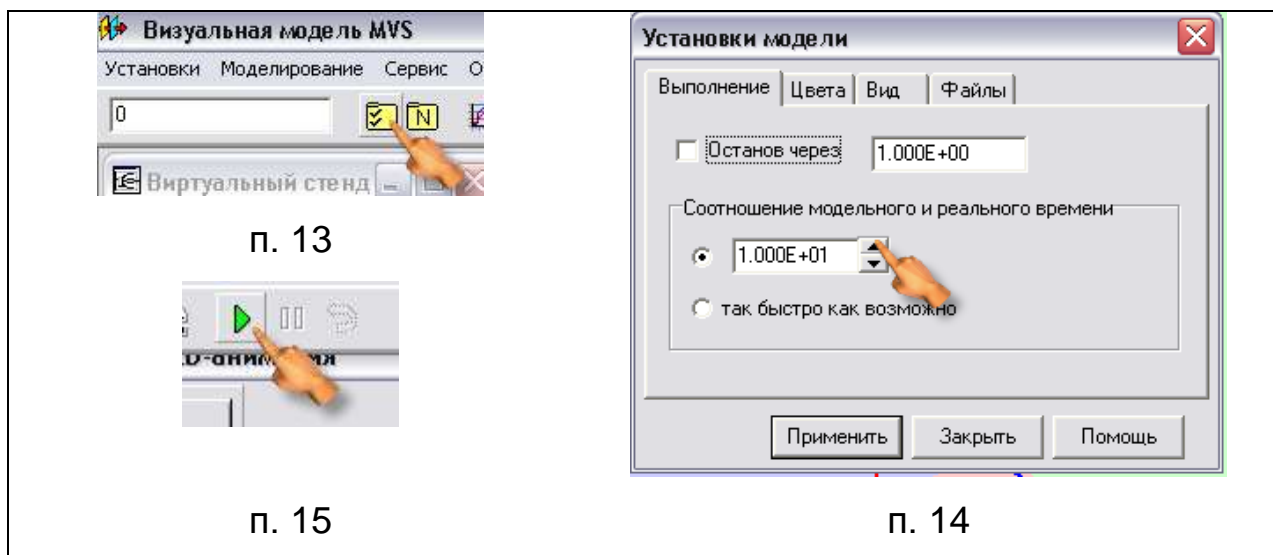 Визуальная модель MVS
Установки Моделирование Сервис О
0
N
Виртуальный стенд
п. 13
D-анимация
п. 15
Установки модели
Выполнение Цвета Вид Файлы
Останов через 1.000E+00
Соотношение модельного и реального времени
1.000E+01
так быстро как возможно
Применить Закрыть Помощь
п. 14